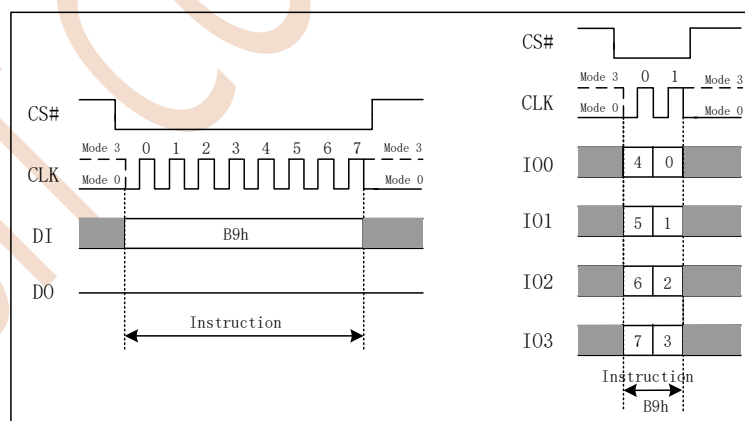 CS#
Mode 3 0 1 2 3 4 5 6 7 Mode 3
CLK
Mode 0 Mode 0
DI B9h
DO
Instruction
CS#
Mode 3 0 1 Mode 3
CLK
Mode 0 Mode 0
IO0 4 0
IO1 5 1
IO2 6 2
IO3 7 3
Instruction
B9h